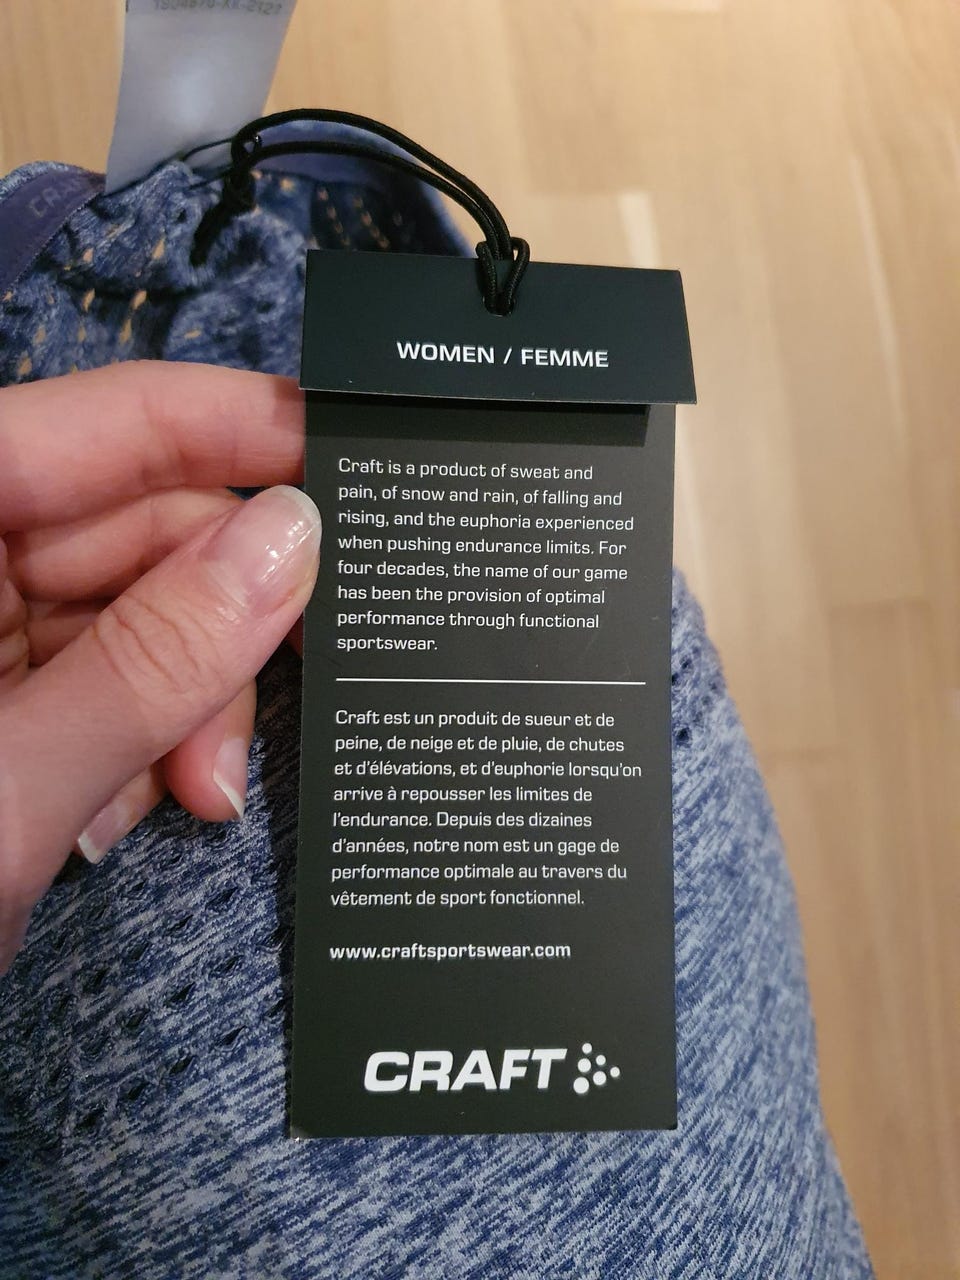 WOMEN / FEMME
Craft is a product of sweat and
pain, of snow and rain, of falling and
rising, and the euphoria experienced
when pushing endurance limits. For
four decades, the name of our game
has been the provision of optimal
performance through functional
sportswear.
Craft est un produit de sueur et de
peine, de neige et de pluie, de chutes
et d'élévations, et d'euphorie lorsqu'on
arrive à repousser les limites de
l'endurance. Depuis des dizaines
d'années, notre nom est un gage de
performance optimale au travers du
vêtement de sport fonctionnel.
www.craftsportswear.com
CRAFT